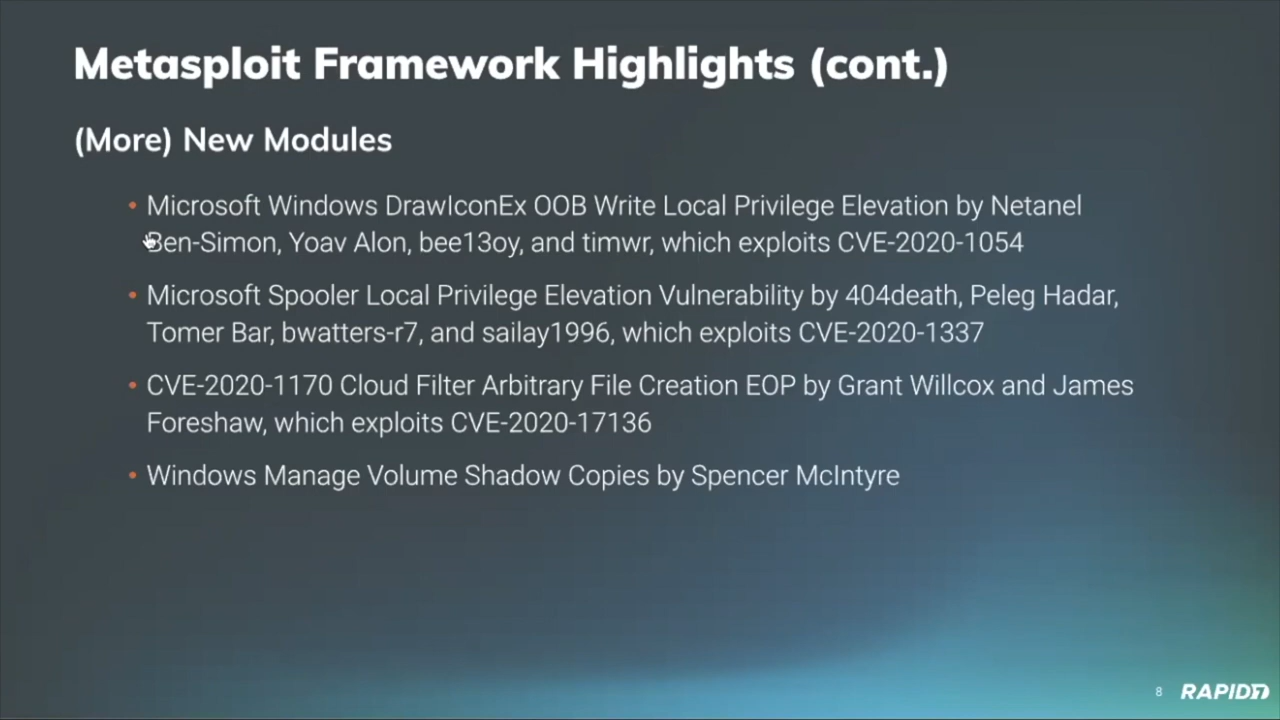 Metasploit Framework Highlights (cont.)
(More) New Modules
• Microsoft Windows DrawIconEx OOB Write Local Privilege Elevation by Netanel
Ben-Simon, Yoav Alon, bee13oy, and timwr, which exploits CVE-2020-1054
• Microsoft Spooler Local Privilege Elevation Vulnerability by 404death, Peleg Hadar,
Tomer Bar, bwatters-r7, and sailay1996, which exploits CVE-2020-1337
• CVE-2020-1170 Cloud Filter Arbitrary File Creation EOP by Grant Willcox and James
Foreshaw, which exploits CVE-2020-17136
• Windows Manage Volume Shadow Copies by Spencer McIntyre
8 RAPID7